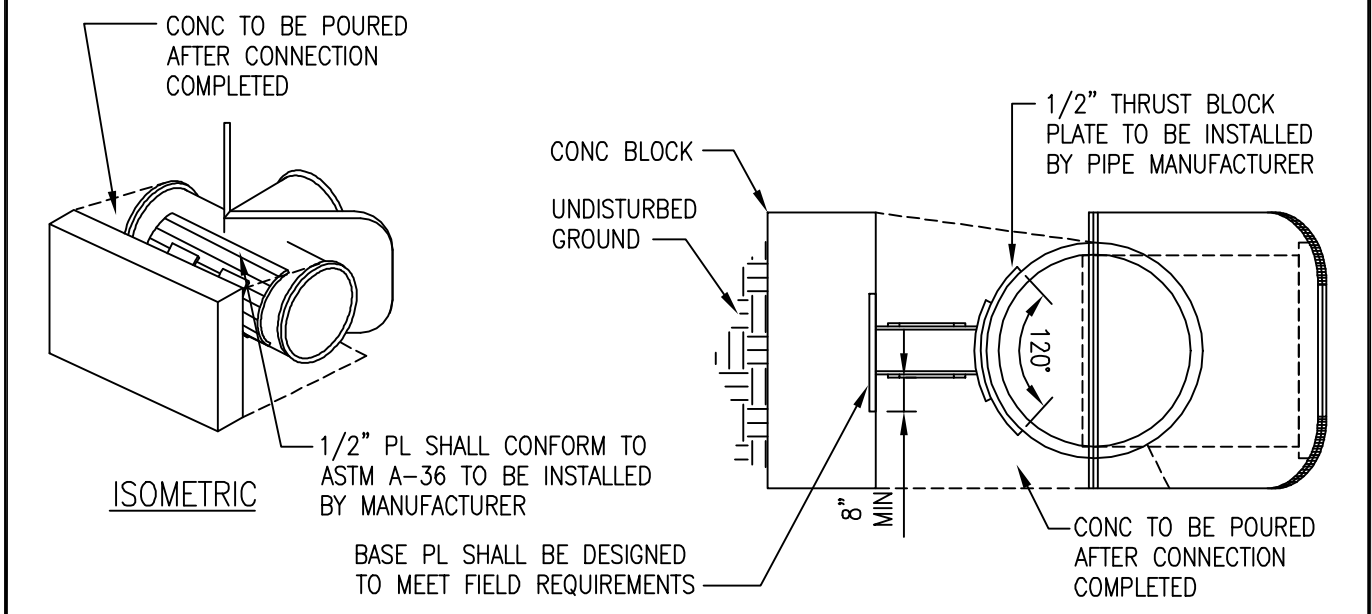 CONC TO BE POURED
AFTER CONNECTION
COMPLETED
1/2” PL SHALL CONFORM TO
ASTM A-36 TO BE INSTALLED
BY MANUFACTURER
ISOMETRIC
CONC BLOCK
UNDISTURBED
GROUND
1/2” THRUST BLOCK
PLATE TO BE INSTALLED
BY PIPE MANUFACTURER
120°
8”
MIN
BASE PL SHALL BE DESIGNED
TO MEET FIELD REQUIREMENTS
CONC TO BE POURED
AFTER CONNECTION
COMPLETED